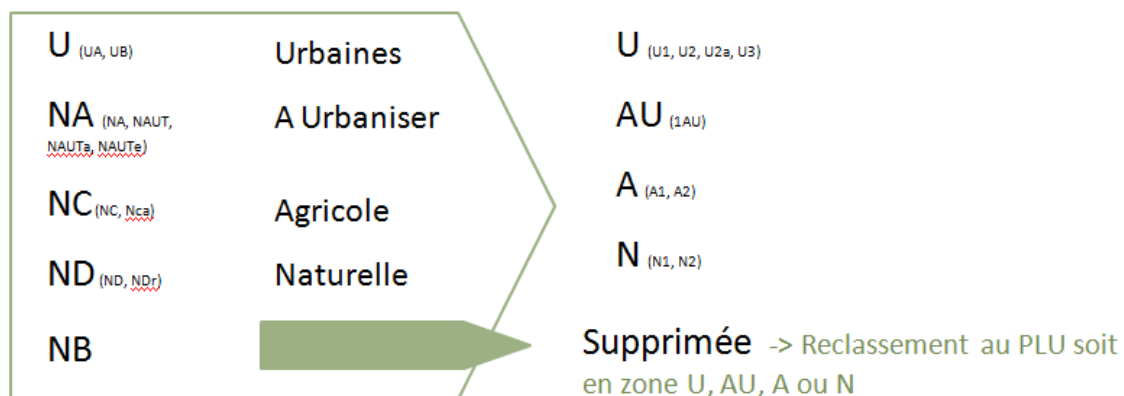 U (UA, UB) Urbaines U (U1, U2, U2a, U3)
NA (NA, NAUT, A Urbaniser AU (1AU)
NAUTa, NAUTe)
NC (NC, Nca) Agricole A (A1, A2)
ND (ND, NDr) Naturelle N (N1, N2)
NB Supprimée -> Reclassement au PLU soit
en zone U, AU, A ou N